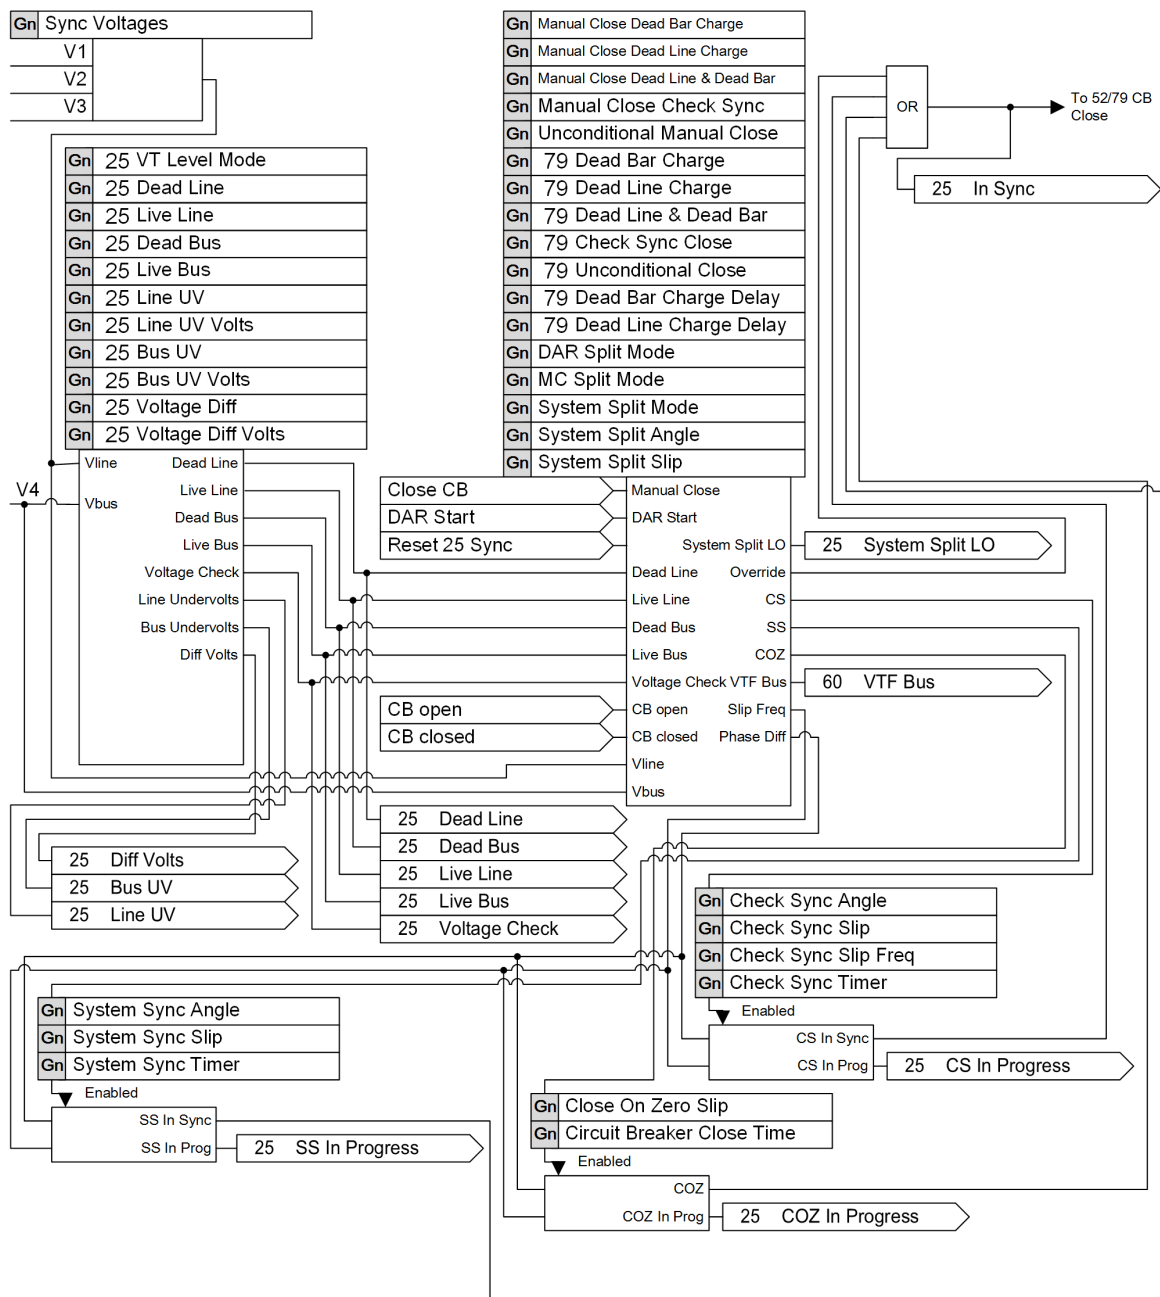 Gn Sync Voltages
V1
V2
V3
Gn 25 VT Level Mode
Gn 25 Dead Line
Gn 25 Live Line
Gn 25 Dead Bus
Gn 25 Live Bus
Gn 25 Line UV
Gn 25 Line UV Volts
Gn 25 Bus UV
Gn 25 Bus UV Volts
Gn 25 Voltage Diff
Gn 25 Voltage Diff Volts
V4
Vline
Vbus
Dead Line
Live Line
Dead Bus
Live Bus
Voltage Check
Line Undervolts
Bus Undervolts
Diff Volts
25 Diff Volts
25 Bus UV
25 Line UV
Gn Manual Close Dead Bar Charge
Gn Manual Close Dead Line Charge
Gn Manual Close Dead Line & Dead Bar
Gn Manual Close Check Sync
Gn Unconditional Manual Close
Gn 79 Dead Bar Charge
Gn 79 Dead Line Charge
Gn 79 Dead Line & Dead Bar
Gn 79 Check Sync Close
Gn 79 Unconditional Close
Gn 79 Dead Bar Charge Delay
Gn 79 Dead Line Charge Delay
Gn DAR Split Mode
Gn MC Split Mode
Gn System Split Mode
Gn System Split Angle
Gn System Split Slip
Close CB
DAR Start
Reset 25 Sync
CB open
CB closed
Manual Close
DAR Start
System Split LO
Dead Line Override
Live Line CS
Dead Bus SS
Live Bus COZ
Voltage Check VTF Bus
CB open Slip Freq
CB closed Phase Diff
Vline
Vbus
25 System Split LO
60 VTF Bus
OR
To 52/79 CB
Close
25 In Sync
25 Dead Line
25 Dead Bus
25 Live Line
25 Live Bus
25 Voltage Check
Gn Check Sync Angle
Gn Check Sync Slip
Gn Check Sync Slip Freq
Gn Check Sync Timer
Enabled
CS In Sync
CS In Prog
25 CS In Progress
Gn System Sync Angle
Gn System Sync Slip
Gn System Sync Timer
Enabled
SS In Sync
SS In Prog
25 SS In Progress
Gn Close On Zero Slip
Gn Circuit Breaker Close Time
Enabled
COZ
COZ In Prog
25 COZ In Progress